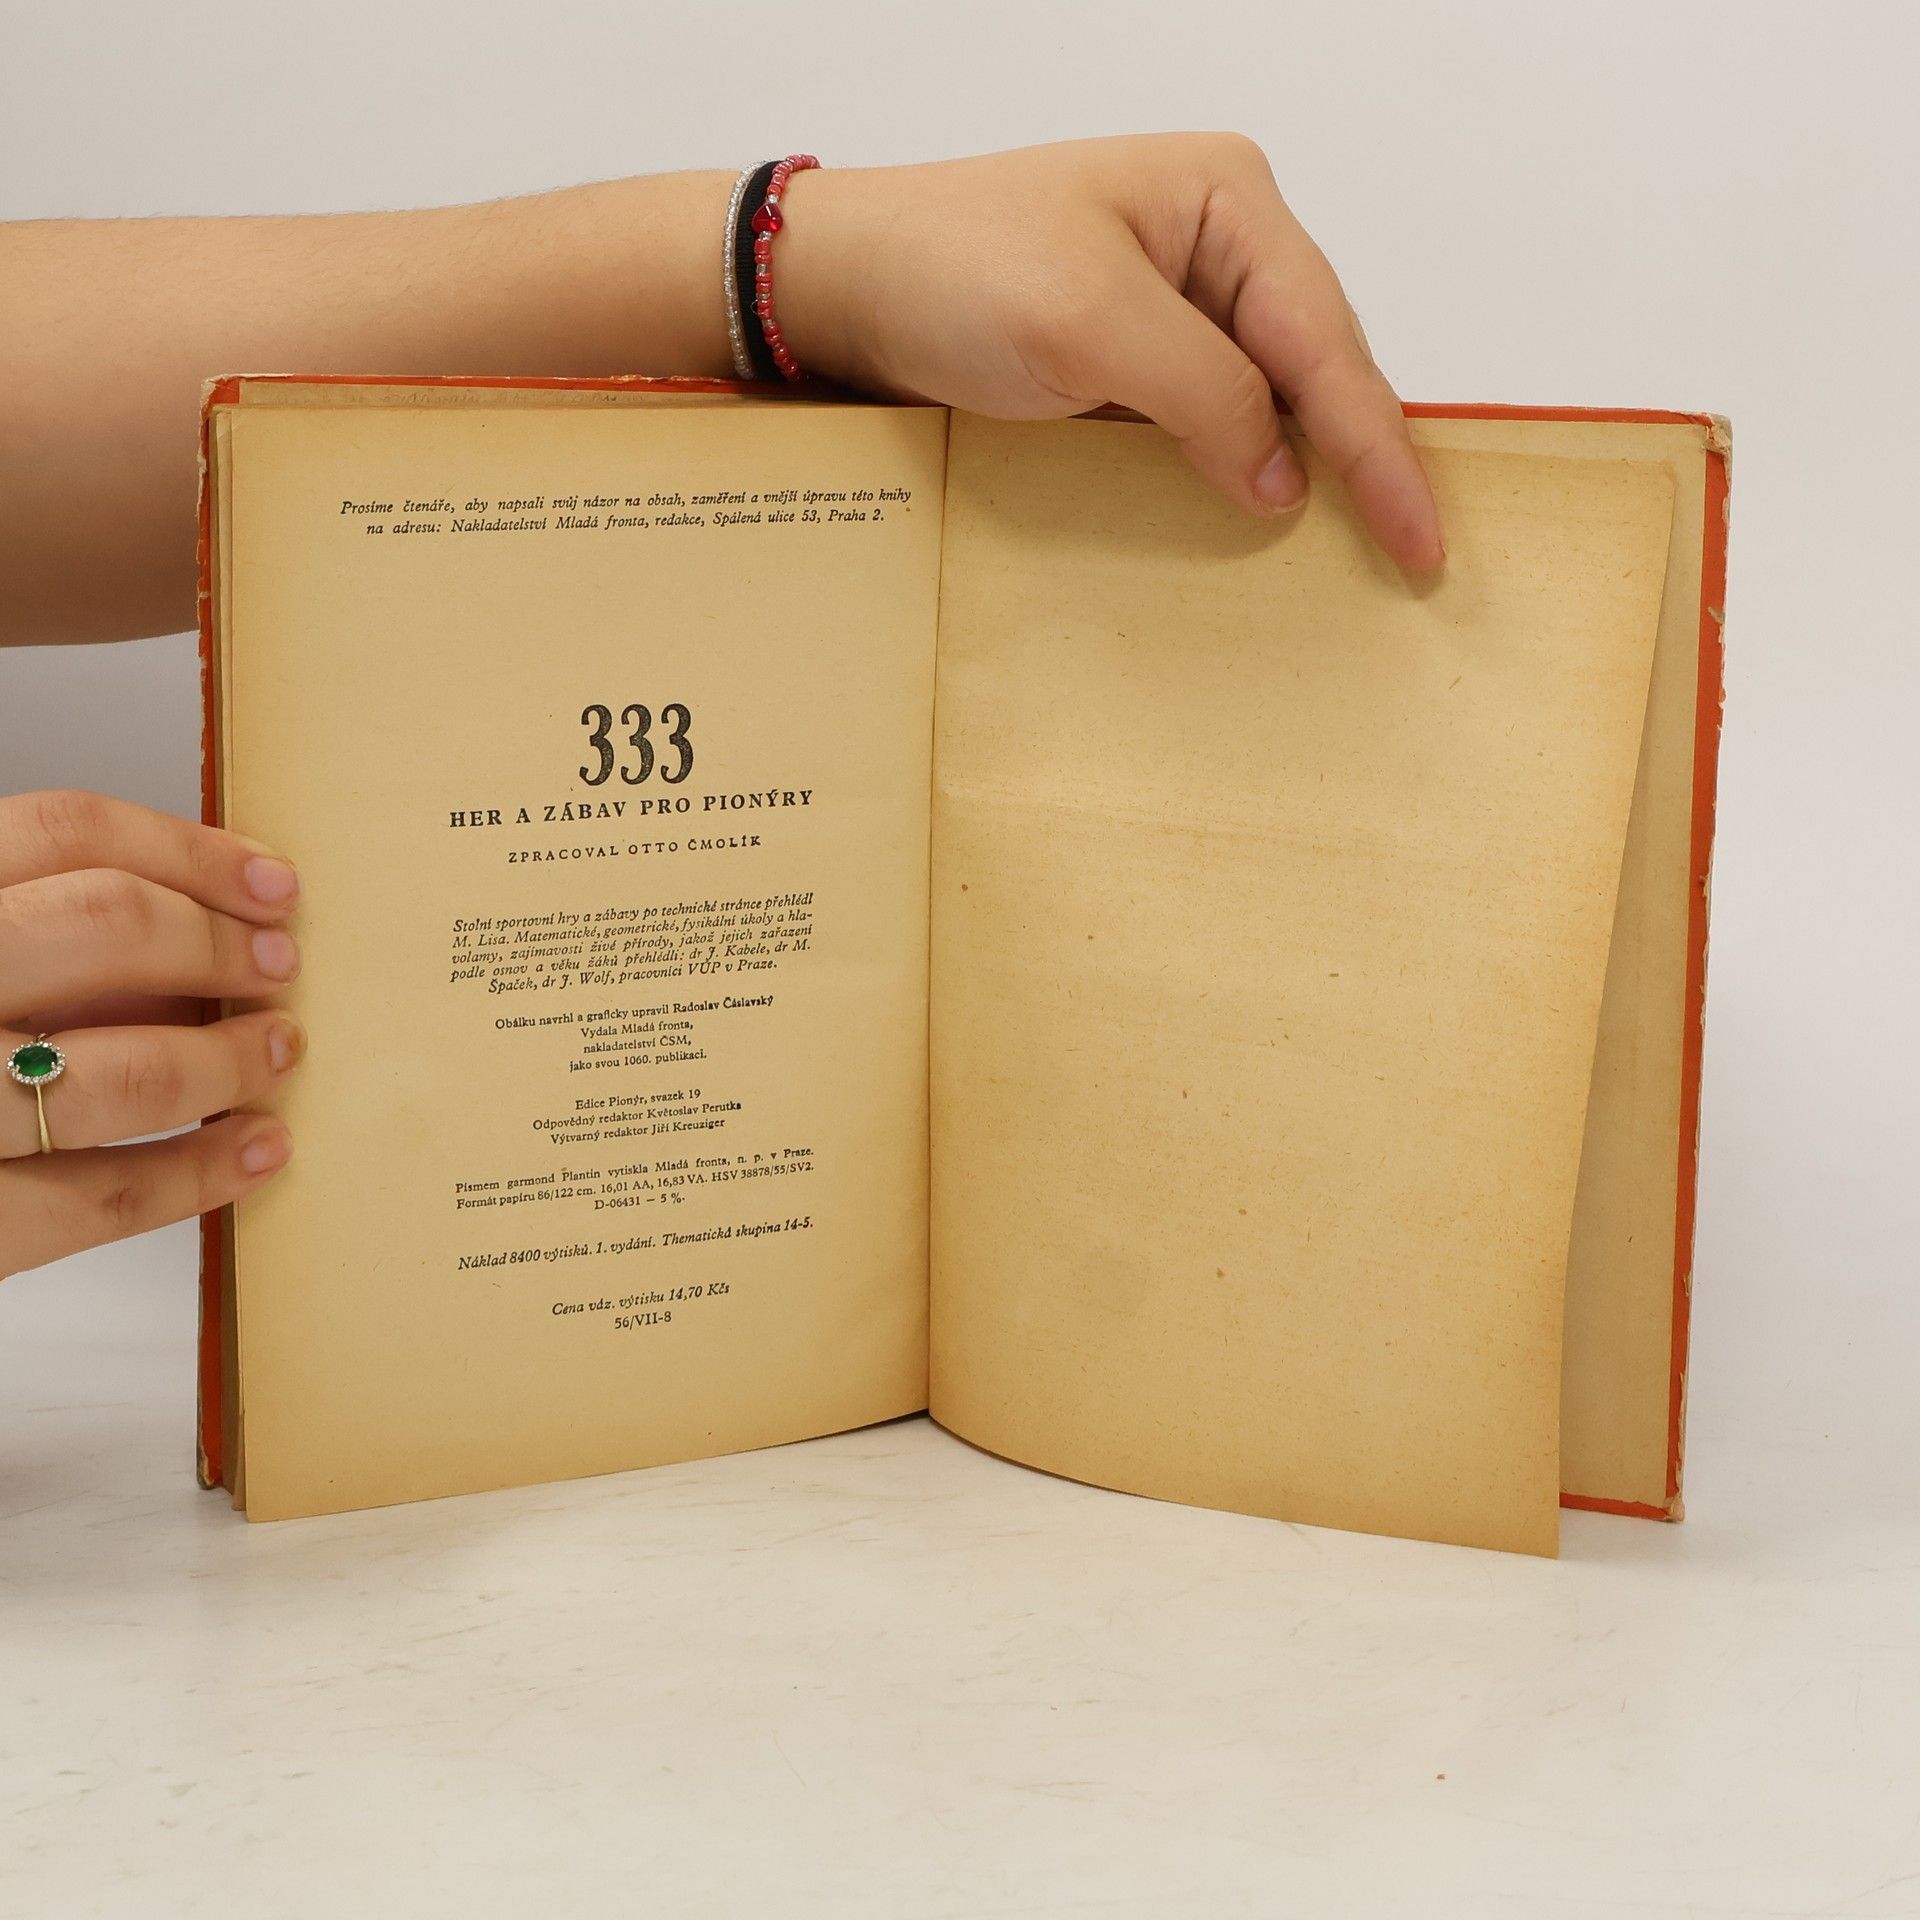 Prosíme čtenáře, aby napsali svůj názor na obsah, zaměření a vnější úpravu této knihy
na adresu: Nakladatelství Mladá fronta, redakce, Spálená ulice 53, Praha 2.
333
HER A ZÁBAV PRO PIONÝRY
ZPRACOVAL OTTO ČMOLÍK
Stolní sportovní hry a zábavy po technické stránce přehlédl
M. Lisa. Matematické, geometrické, fysikální úkoly a hla-
volamy, zajímavosti živé přírody, jakož jejich zařazení
podle osnov a věku žáků přehlédli: dr J. Kabele, dr M.
Špaček, dr J. Wolf, pracovníci VÚP v Praze.
Obálku navrhl a graficky upravil Radoslav Čáslavský
Vydala Mladá fronta,
nakladatelství ČSM,
jako svou 1060. publikaci.
Edice Pionýr, svazek 19
Odpovědný redaktor Květoslav Perutka
Výtvarný redaktor Jiří Kreuziger
Písmem garmond Plantin vytiskla Mladá fronta, n. p. v Praze.
Formát papíru 86/122 cm. 16,01 AA, 16,83 VA. HSV 38878/55/SV2.
D-06431 — 5 %.
Náklad 8400 výtisků. 1. vydání. Thematická skupina 14-5.
Cena váz. výtisku 14,70 Kčs
56/VII-8